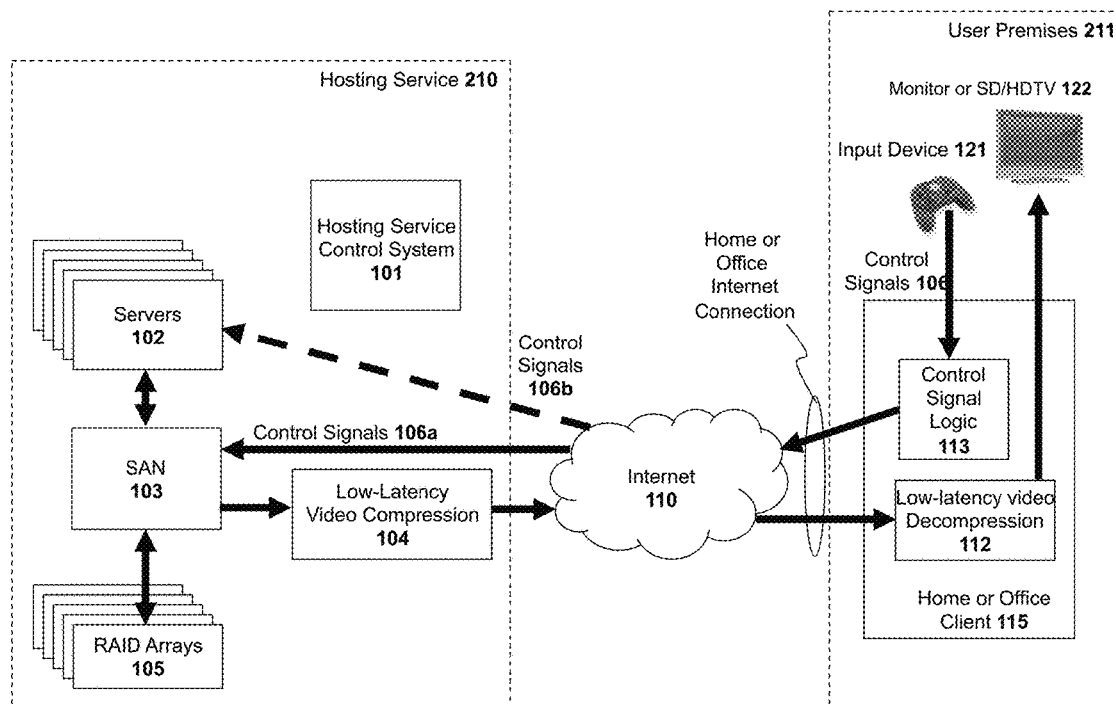 User Premises 211
Hosting Service 210
Monitor or SD/HDTV 122
Input Device 121
Hosting Service
Control System
101
Home or
Office
Internet
Connection
Control
Signals 106
Servers
102
Control
Signals
106b
Control
Signal
Logic
113
Control Signals 106a
SAN
103
Internet
110
Low-Latency
Video Compression
104
Low-latency video
Decompression
112
Home or Office
Client 115
RAID Arrays
105